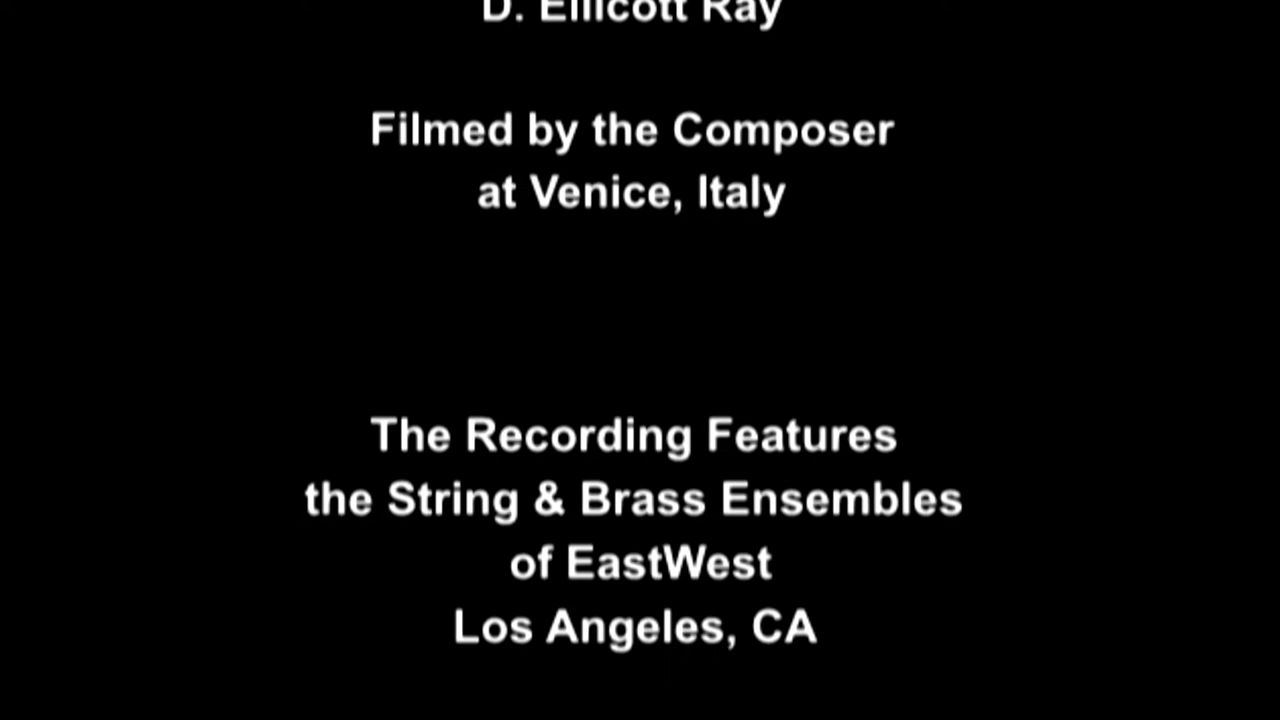 D. Ellicott Ray
Filmed by the Composer
at Venice, Italy
The Recording Features
the String & Brass Ensembles
of EastWest
Los Angeles, CA